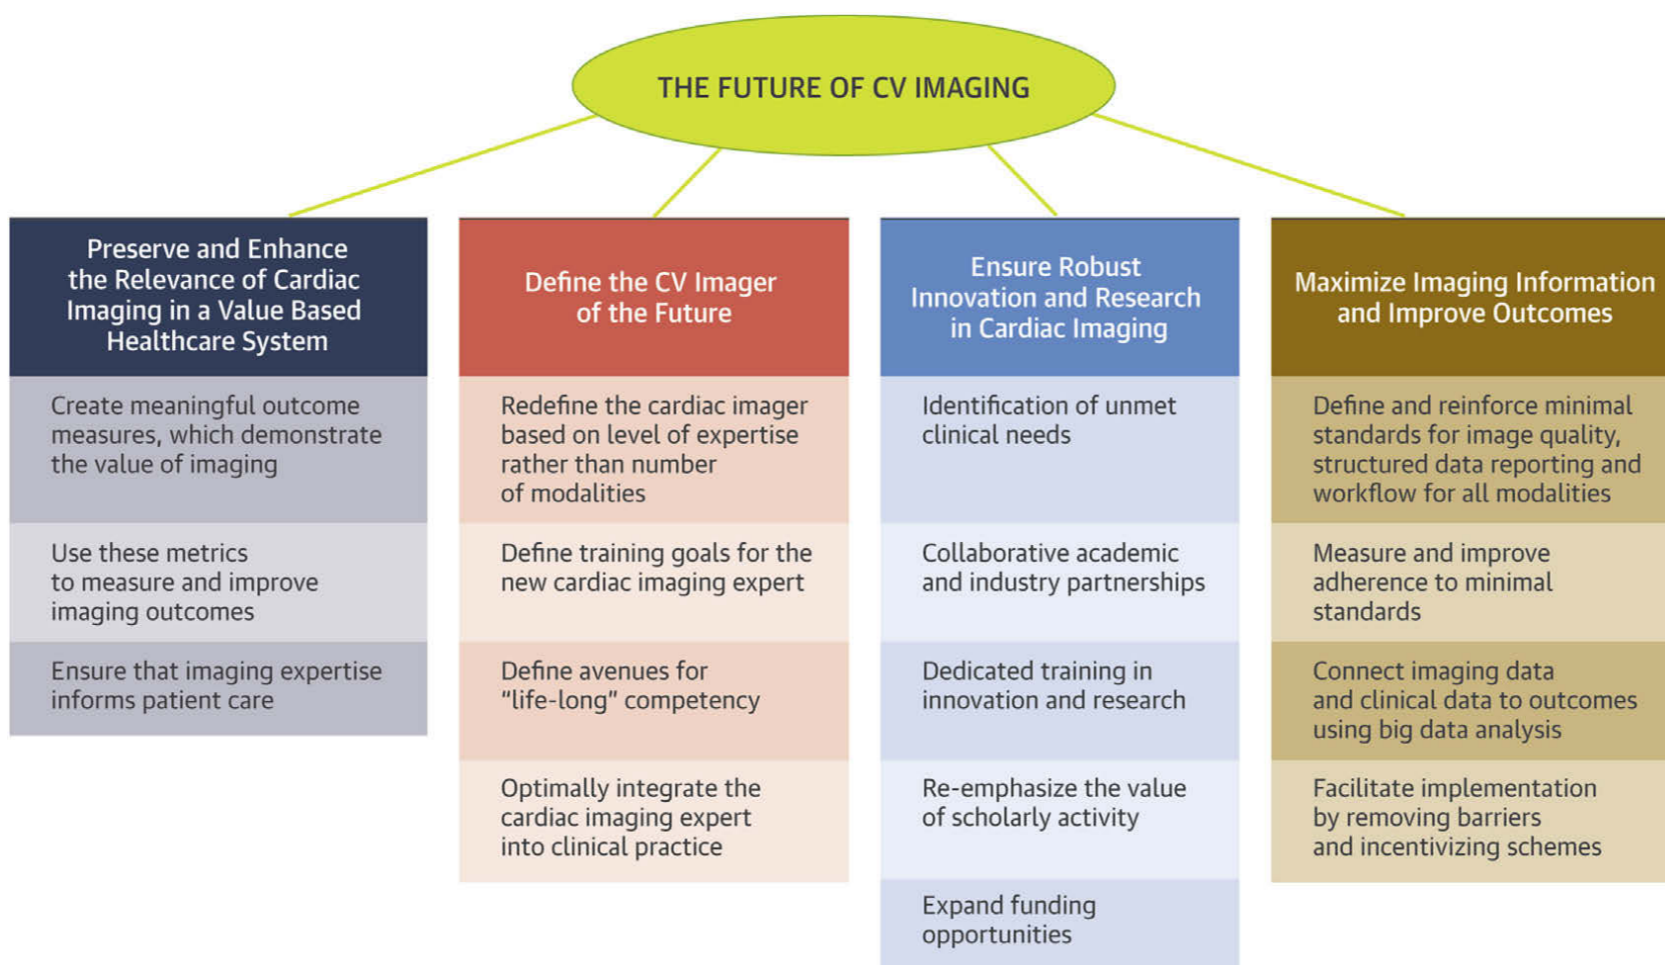 THE FUTURE OF CV IMAGING
Preserve and Enhance
the Relevance of Cardiac
Imaging in a Value Based
Healthcare System
Create meaningful outcome
measures, which demonstrate
the value of imaging
Use these metrics
to measure and improve
imaging outcomes
Ensure that imaging expertise
informs patient care
Define the CV Imager
of the Future
Redefine the cardiac imager
based on level of expertise
rather than number
of modalities
Define training goals for the
new cardiac imaging expert
Define avenues for
“life-long” competency
Optimally integrate the
cardiac imaging expert
into clinical practice
Ensure Robust
Innovation and Research
in Cardiac Imaging
Identification of unmet
clinical needs
Collaborative academic
and industry partnerships
Dedicated training in
innovation and research
Re-emphasize the value
of scholarly activity
Expand funding
opportunities
Maximize Imaging Information
and Improve Outcomes
Define and reinforce minimal
standards for image quality,
structured data reporting and
workflow for all modalities
Measure and improve
adherence to minimal
standards
Connect imaging data
and clinical data to outcomes
using big data analysis
Facilitate implementation
by removing barriers
and incentivizing schemes